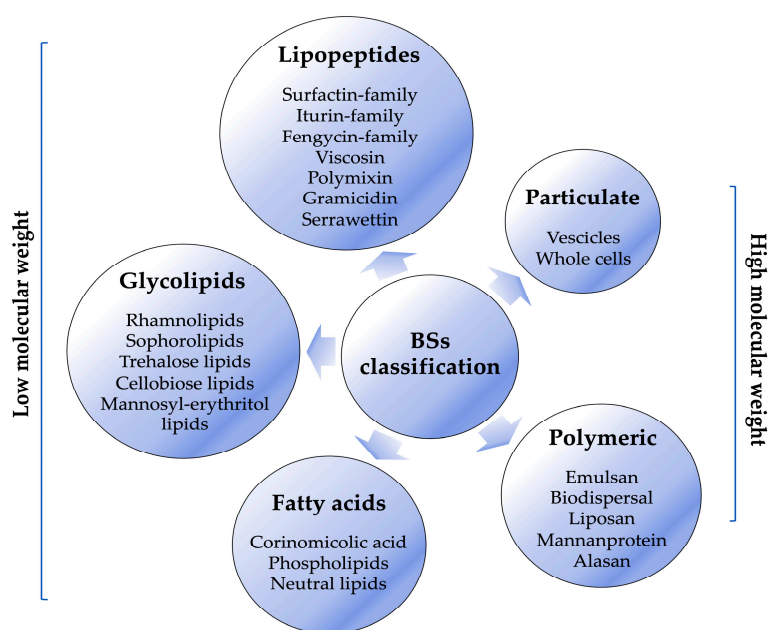 Lipopeptides
Surfactin-family
Iturin-family
Fengycin-family
Viscosin
Polymixin
Gramicidin
Serrawettin
Particulate
Vescicles
Whole cells
Low molecular weight
High molecular weight
Glycolipids
Rhamnolipids
Sophorolipids
Trehalose lipids
Cellobiose lipids
Mannosyl-erythritol
lipids
BSs
classification
Polymeric
Emulsan
Biodispersal
Liposan
Mannanprotein
Alasan
Fatty acids
Corinomicolic acid
Phospholipids
Neutral lipids